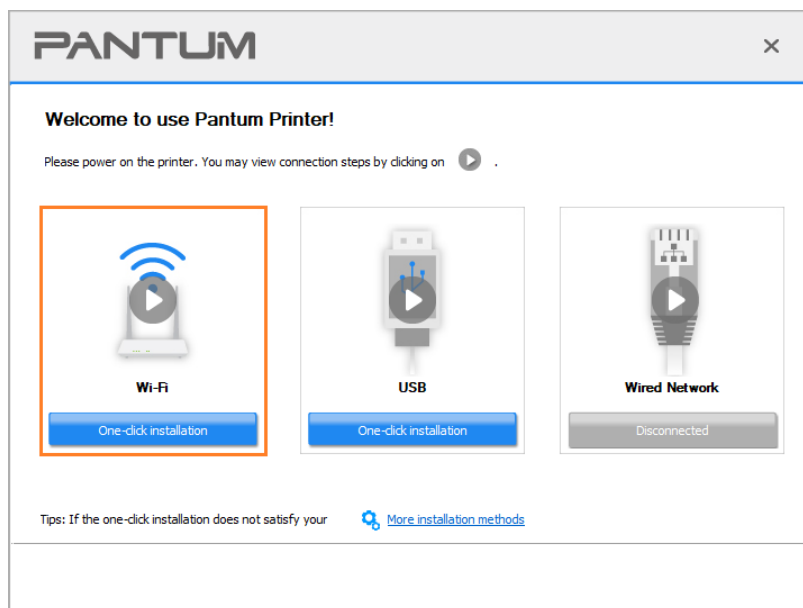 PANTUM
Welcome to use Pantum Printer!
Please power on the printer. You may view connection steps by clicking on .
Wi-Fi
USB
Wired Network
One-click installation
One-click installation
Disconnected
Tips: If the one-click installation does not satisfy your
More installation methods